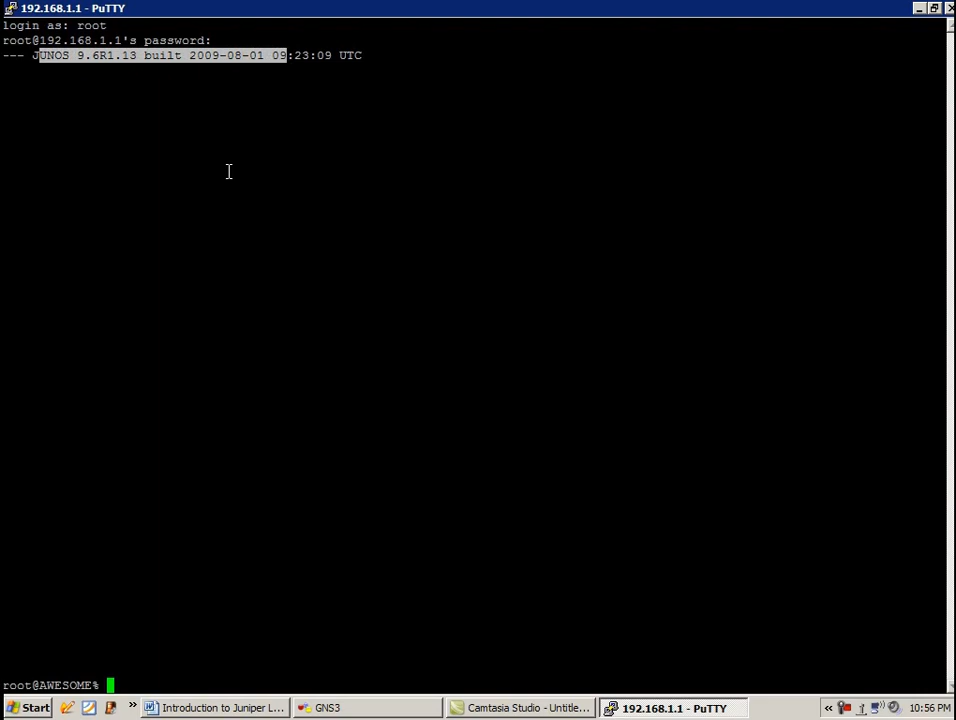 192.168.1.1 - PuTTY
login as: root
root@192.168.1.1's password:
--- JUNOS 9.6R1.13 built 2009-08-01 09:23:09 UTC
root@AWESOME%
Start
Introduction to Juniper L...
GNS3
Camtasia Studio - Untitle...
192.168.1.1 - PuTTY
10:56 PM